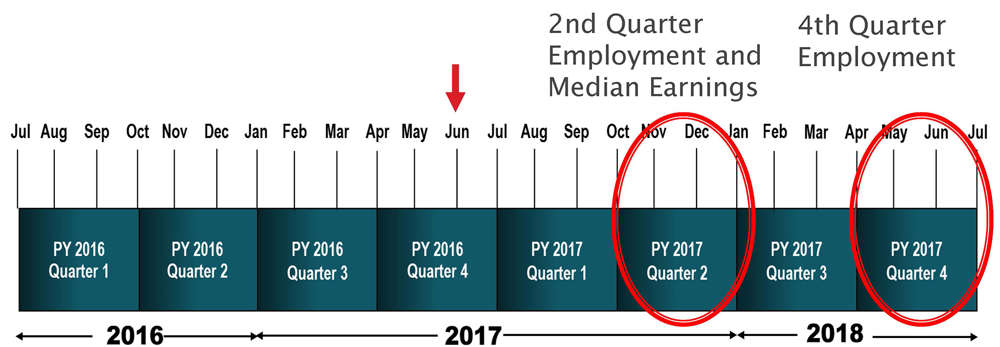 2nd Quarter
Employment and
Median Earnings
4th Quarter
Employment
Jul Aug Sep Oct Nov Dec Jan Feb Mar Apr May Jun Jul Aug Sep Oct Nov Dec Jan Feb Mar Apr May Jun Jul
PY 2016
Quarter 1
PY 2016
Quarter 2
PY 2016
Quarter 3
PY 2016
Quarter 4
PY 2017
Quarter 1
PY 2017
Quarter 2
PY 2017
Quarter 3
PY 2017
Quarter 4
2016 2017 2018